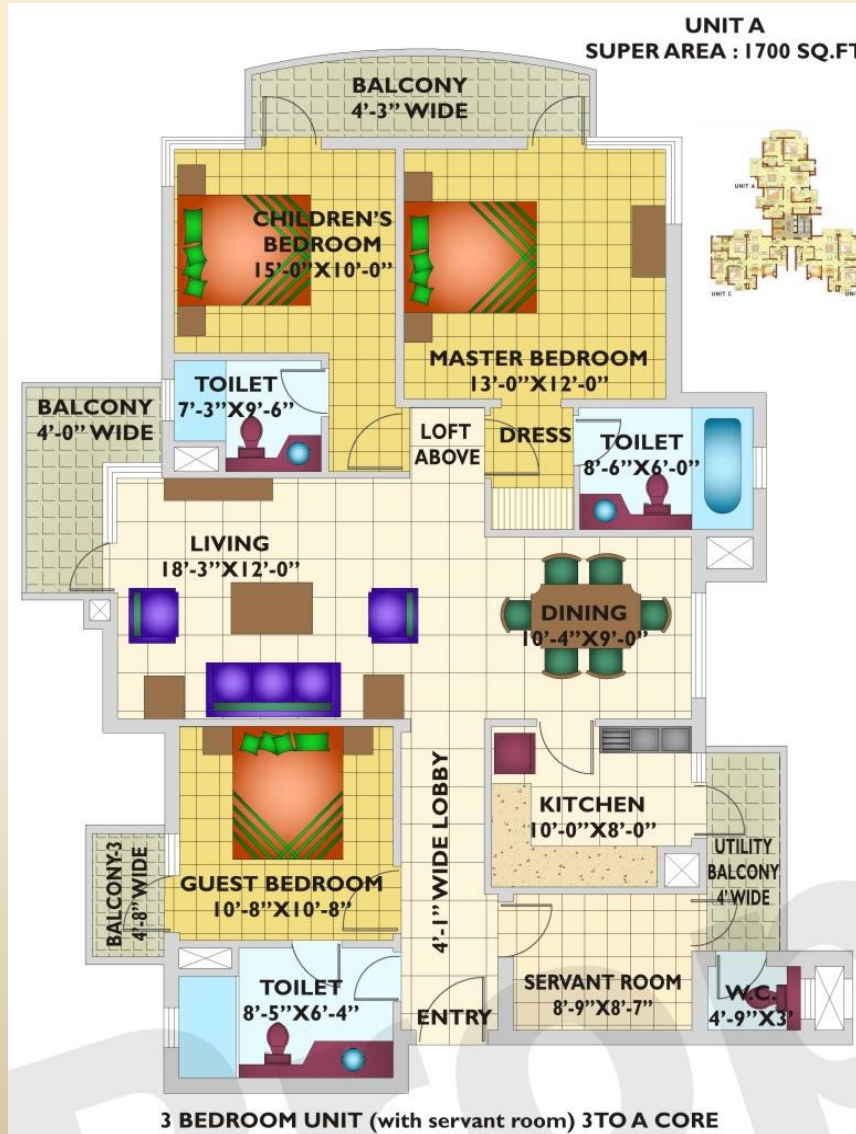 UNIT A
SUPER AREA : 1700 SQ.FT
BALCONY
4'-3" WIDE
UNIT A
UNIT C
UNIT
CHILDREN'S
BEDROOM
15'-0"X10'-0"
MASTER BEDROOM
13'-0"X12'-0"
TOILET
7'-3"X9'-6"
BALCONY
4'-0" WIDE
LOFT
ABOVE
DRESS
TOILET
8'-6"X6'-0"
LIVING
18'-3"X12'-0"
DINING
10'-4"X9'-0"
4'-1" WIDE LOBBY
KITCHEN
10'-0"X8'-0"
UTILITY
BALCONY
4' WIDE
BALCONY-3
4'-8" WIDE
GUEST BEDROOM
10'-8"X10'-8"
TOILET
8'-5"X6'-4"
ENTRY
SERVANT ROOM
8'-9"X8'-7"
W.C.
4'-9"X3'
3 BEDROOM UNIT (with servant room) 3TO A CORE
Prop